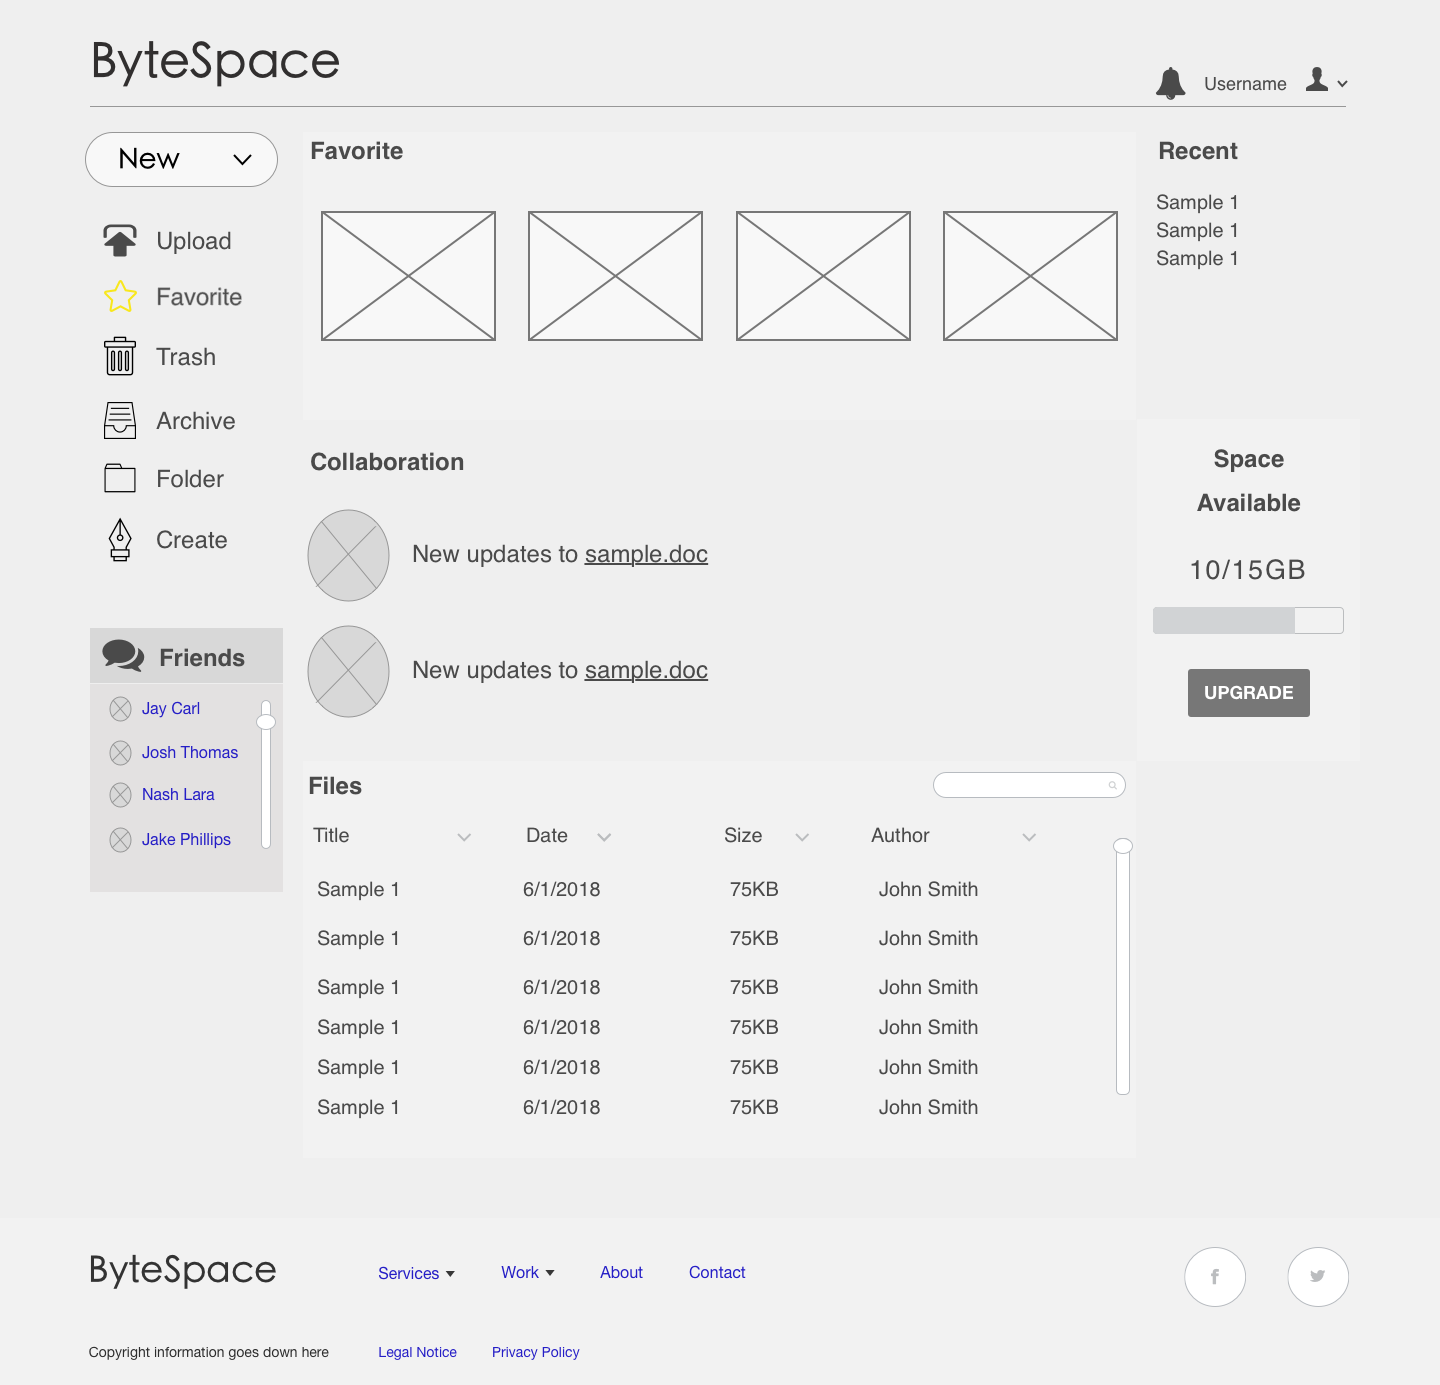 ByteSpace
Username
New
Upload
Favorite
Trash
Archive
Folder
Create
Friends
Jay Carl
Josh Thomas
Nash Lara
Jake Phillips
Favorite
Collaboration
New updates to sample.doc
New updates to sample.doc
Recent
Sample 1
Sample 1
Sample 1
Space
Available
10/15GB
UPGRADE
Files
Title Date Size Author
Sample 1 6/1/2018 75KB John Smith
Sample 1 6/1/2018 75KB John Smith
Sample 1 6/1/2018 75KB John Smith
Sample 1 6/1/2018 75KB John Smith
Sample 1 6/1/2018 75KB John Smith
Sample 1 6/1/2018 75KB John Smith
ByteSpace
Services Work About Contact
Copyright information goes down here Legal Notice Privacy Policy